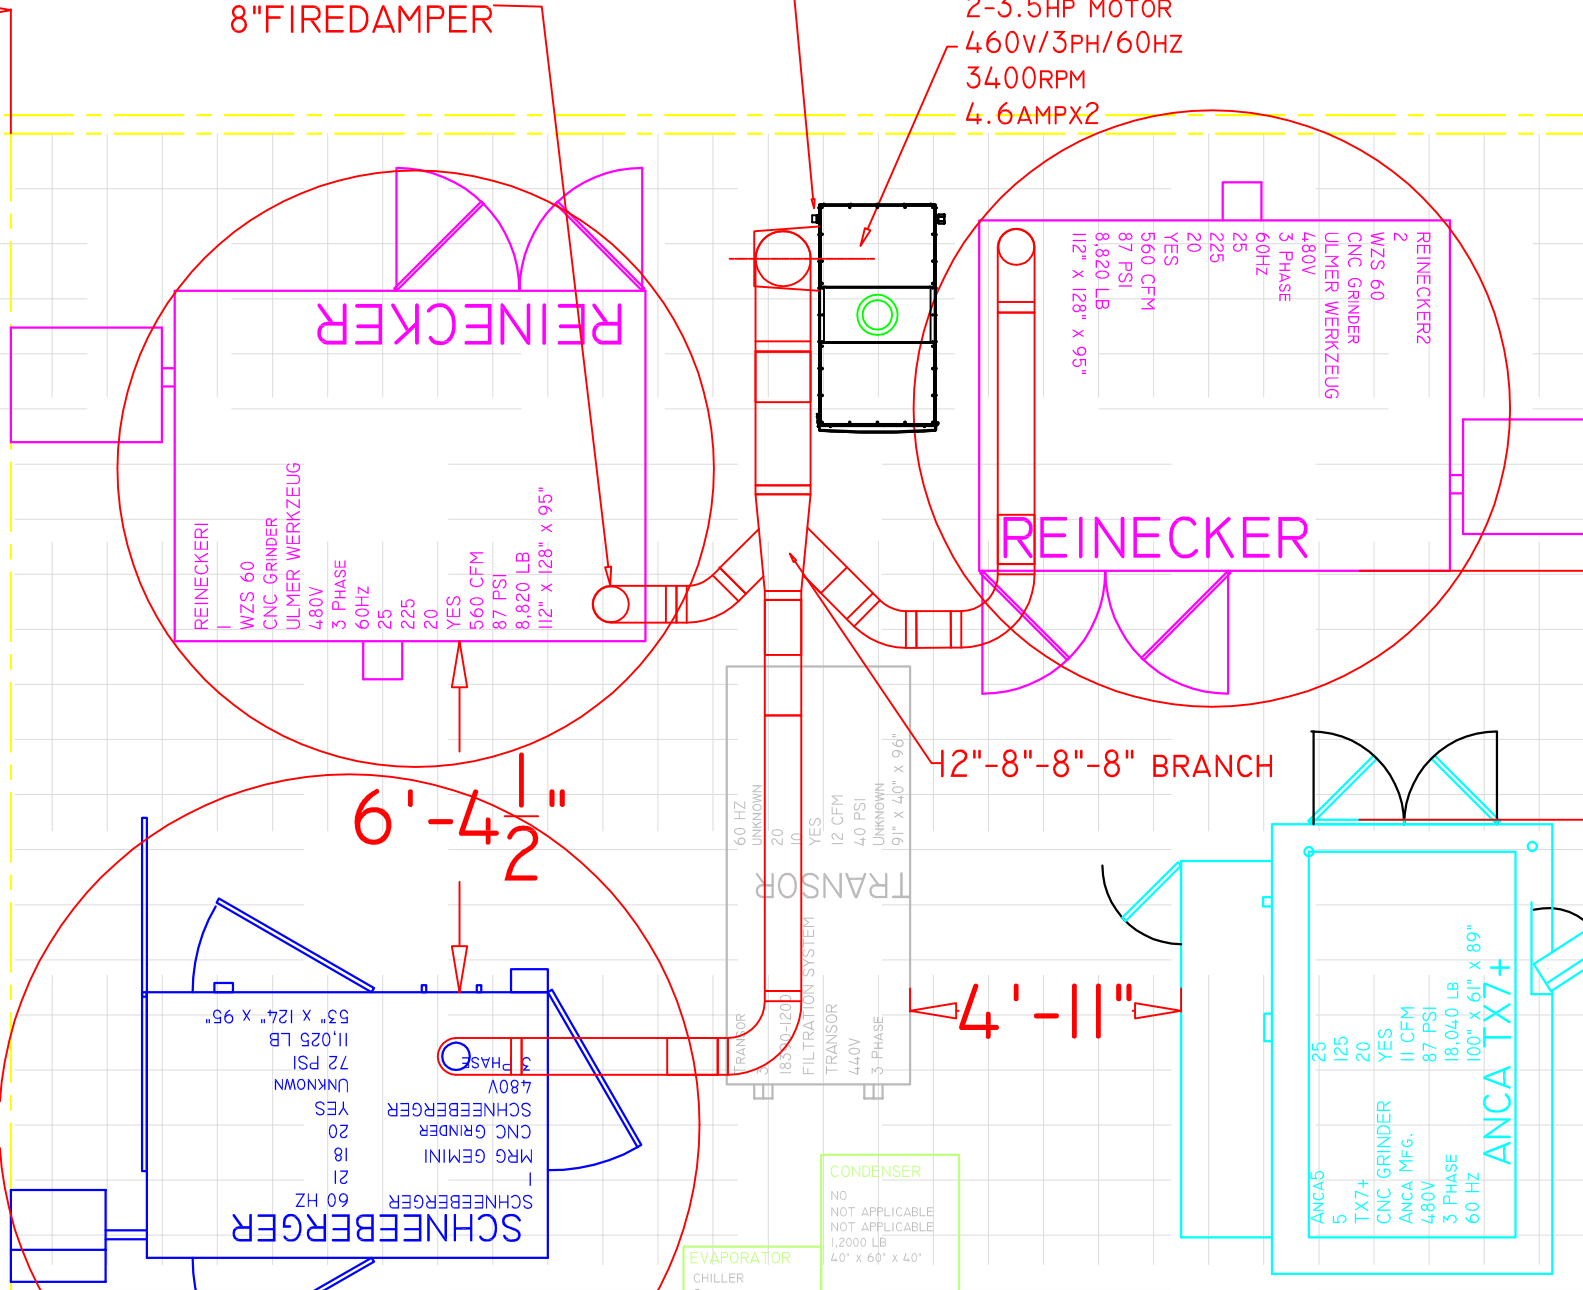 8"FIREDAMPER
2-3.5HP MOTOR
460V/3PH/60HZ
3400RPM
4.6AMPX2
REINECKER
REINECKER1
1
WZS 60
CNC GRINDER
ULMER WERKZEUG
480V
3 PHASE
60HZ
25
225
20
YES
560 CFM
87 PSI
8,820 LB
112" X 128" X 95"
REINECKER2
2
WZS 60
CNC GRINDER
ULMER WERKZEUG
480V
3 PHASE
60HZ
25
225
20
YES
560 CFM
87 PSI
8,820 LB
112" X 128" X 95"
REINECKER
12"-8"-8"-8" BRANCH
6'-4 1/2"
60 HZ
UNKNOWN
20
10
YES
12 CFM
40 PSI
UNKNOWN
91" X 40" X 96"
TRANSOR
TRANSOR
3
FILTRATION SYSTEM
TRANSOR
440V
3 PHASE
4'-11"
SCHNEEBERGER
SCHNEEBERGER
1
MRG GEMINI
CNC GRINDER
SCHNEEBERGER
480V
3 PHASE
60 HZ
21
18
20
YES
UNKNOWN
72 PSI
11,025 LB
53" X 124" X 95"
CONDENSER
NO
NOT APPLICABLE
NOT APPLICABLE
1,2000 LB
40" X 60" X 40"
EVAPORATOR
CHILLER
ANCA TX7+
ANCA5
5
TX7+
CNC GRINDER
ANCA MFG.
480V
3 PHASE
60 HZ
25
125
20
YES
11 CFM
87 PSI
18,040 LB
100" X 61" X 89"